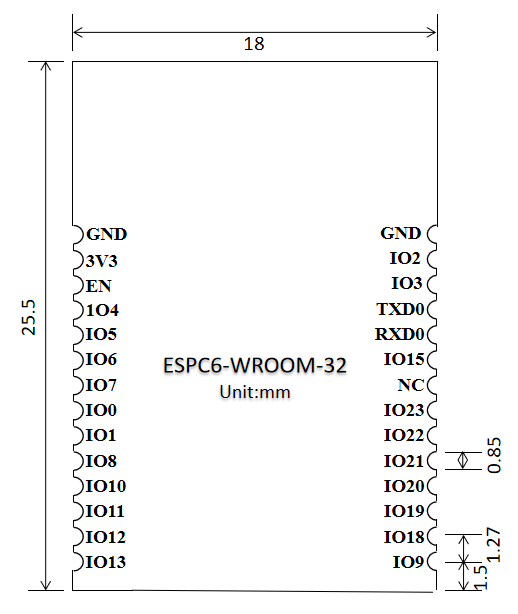 18
25.5
GND GND
3V3 IO2
EN IO3
1O4 TXD0
IO5 RXD0
IO6 IO15
ESPC6-WROOM-32
Unit:mm
IO7 NC
IO0 IO23
IO1 IO22
IO8 IO21
0.85
IO10 IO20
IO11 IO19
IO12 IO18
1.27
IO13 IO9
1.5